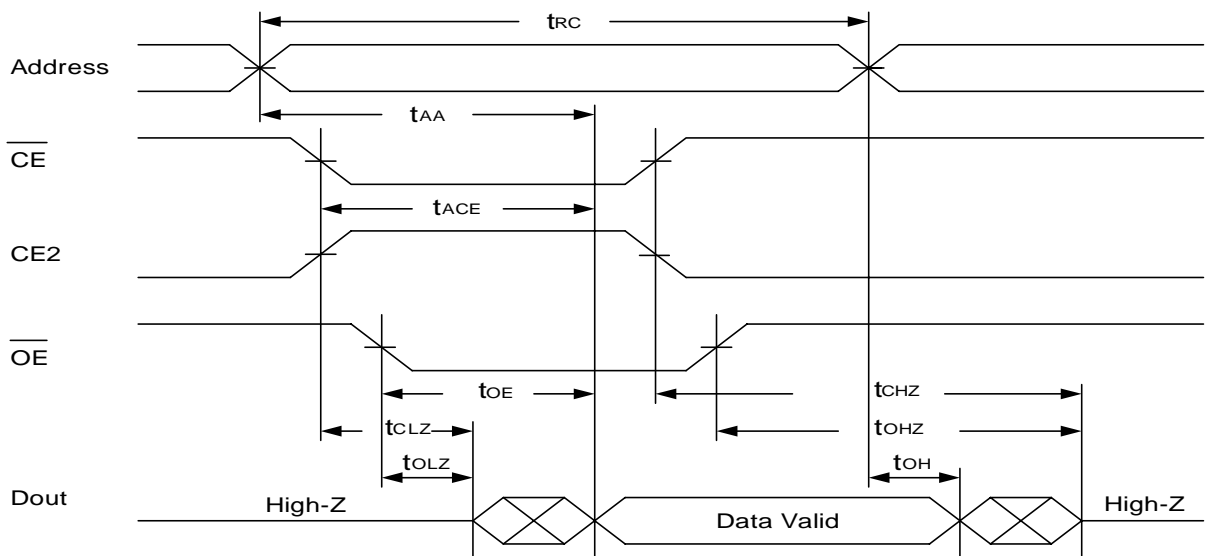 tRC
Address
tAA
CE
tACE
CE2
OE
tOE
tCHZ
tCLZ
tOHZ
tOLZ
tOH
Dout
High-Z
Data Valid
High-Z